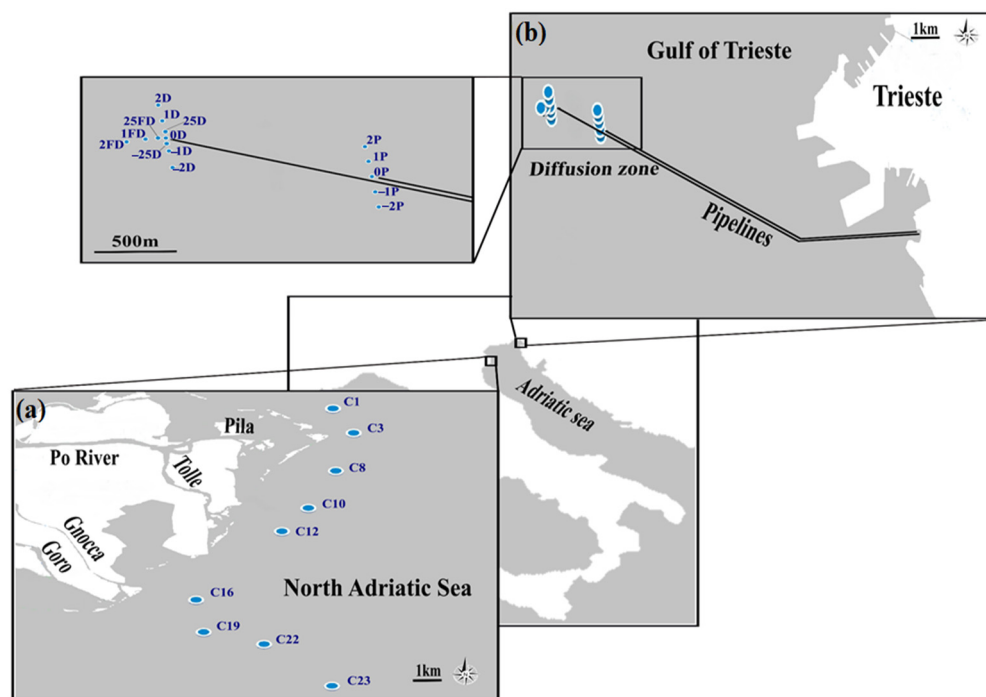 (b)
1km
Gulf of Trieste
Trieste
Diffusion zone
Pipelines
2D
1D
25FD
25D
1FD
0D
2FD
–25D
–1D
–2D
2P
1P
0P
–1P
–2P
500m
Adriatic sea
(a)
C1
Pila
C3
Po River
Tolle
C8
C10
Gnocca
C12
Goro
C16
North Adriatic Sea
C19
C22
1km
C23